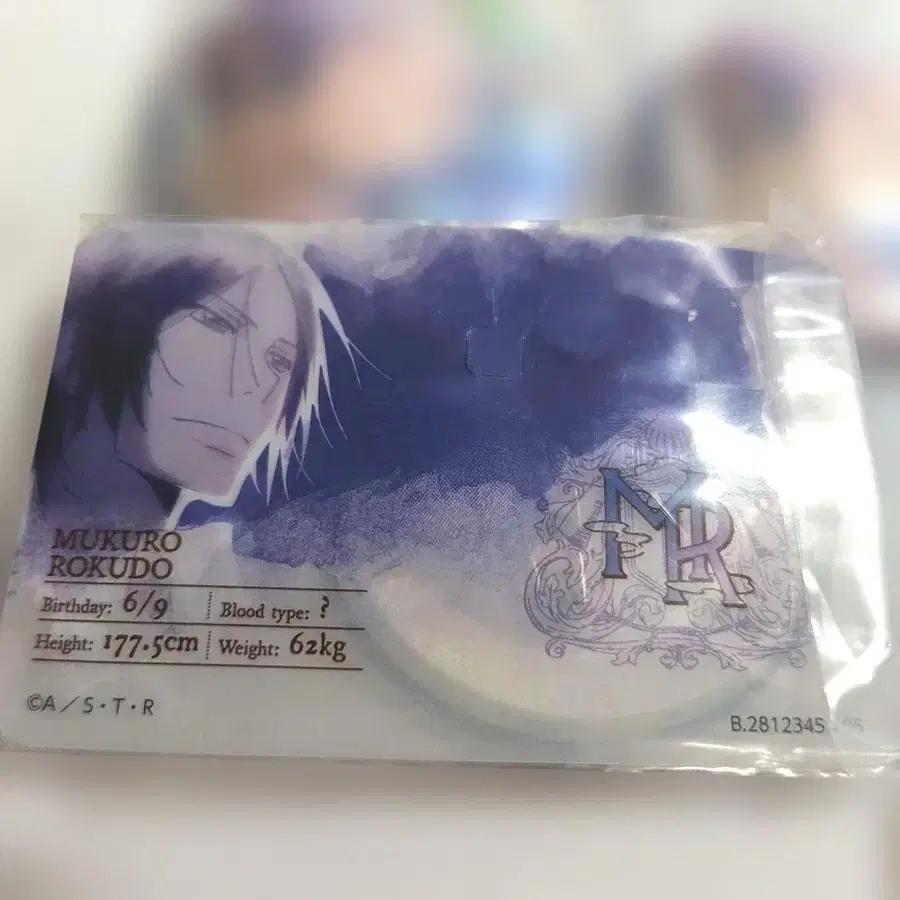 MR
MUKURO
ROKUDO
Birthday: 6/9 Blood type: ?
Height: 177.5cm Weight: 62kg
©A／S・T・R
B.2812345